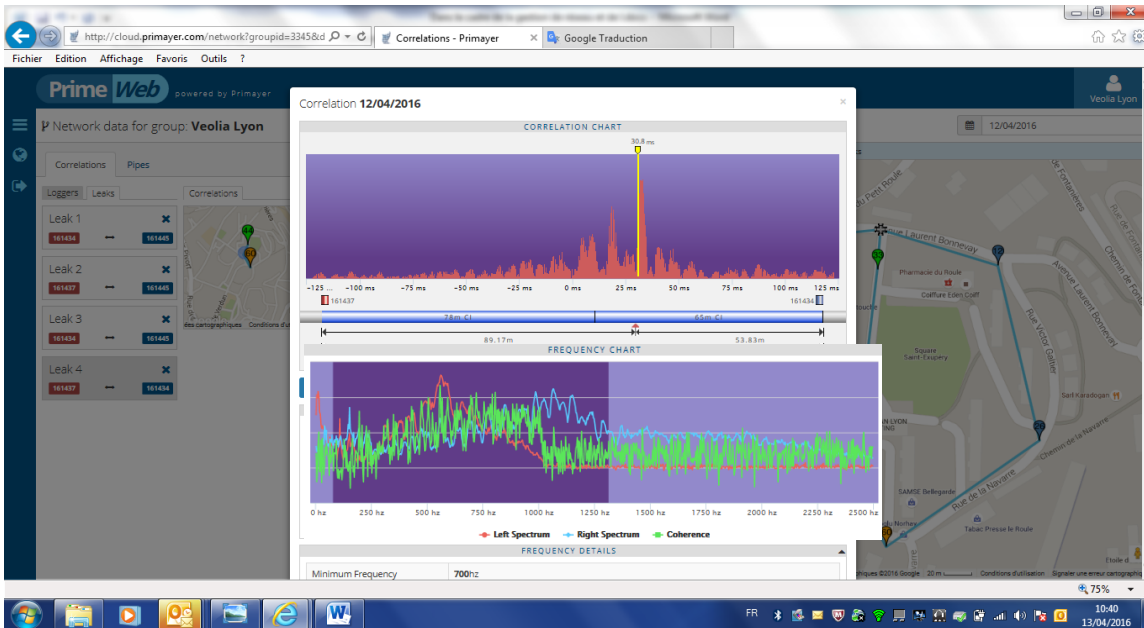 http://cloud.primayer.com/network?groupid=3345&d
Correlations - Primayer
Google Traduction
Fichier Edition Affichage Favoris Outils ?
Prime Web powered by Primayer
Veolia Lyon
Network data for group: Veolia Lyon
12/04/2016
Correlations Pipes
Loggers Leaks
Correlations
Leak 1
161434 161445
Leak 2
161437 161445
Leak 3
161434 161445
Leak 4
161437 161434
Correlation 12/04/2016
CORRELATION CHART
30.8 ms
-125 ... -100 ms -75 ms -50 ms -25 ms 0 ms 25 ms 50 ms 75 ms 100 ms 125 ms
161437 161434
78m CI 65m CI
89.17m 53.83m
FREQUENCY CHART
0 hz 250 hz 500 hz 750 hz 1000 hz 1250 hz 1500 hz 1750 hz 2000 hz 2250 hz 2500 hz
Left Spectrum Right Spectrum Coherence
FREQUENCY DETAILS
Minimum Frequency 700hz
Rue Laurent Bonnevay
Avenue Laurent Bonnevay
Pharmacie du Roule
Coiffure Eden Coiff
Rue Victor Galtier
Square
Saint-Exupéry
Sarl Karadogan
Chemin de la Navarre
SAMSE Bellegarde
Rue de la Navarre
Tabac Presse le Roule
©2016 Google 20 m Conditions d'utilisation Signaler une erreur cartographiq
75%
FR
10:40
13/04/2016